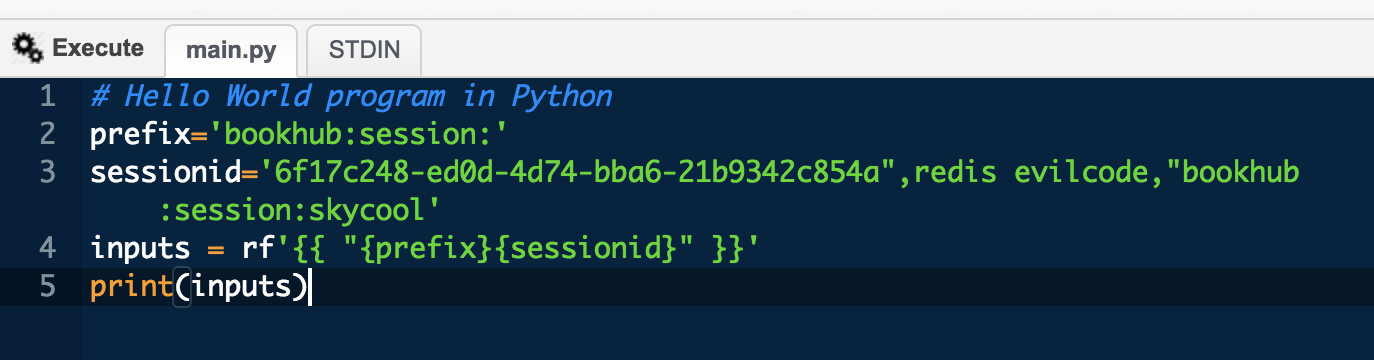 Execute main.py STDIN
1 # Hello World program in Python
2 prefix='bookhub:session:'
3 sessionid='6f17c248-ed0d-4d74-bba6-21b9342c854a",redis evilcode,"bookhub
:session:skycool'
4 inputs = rf'{{ "{prefix}{sessionid}" }}'
5 print(inputs)